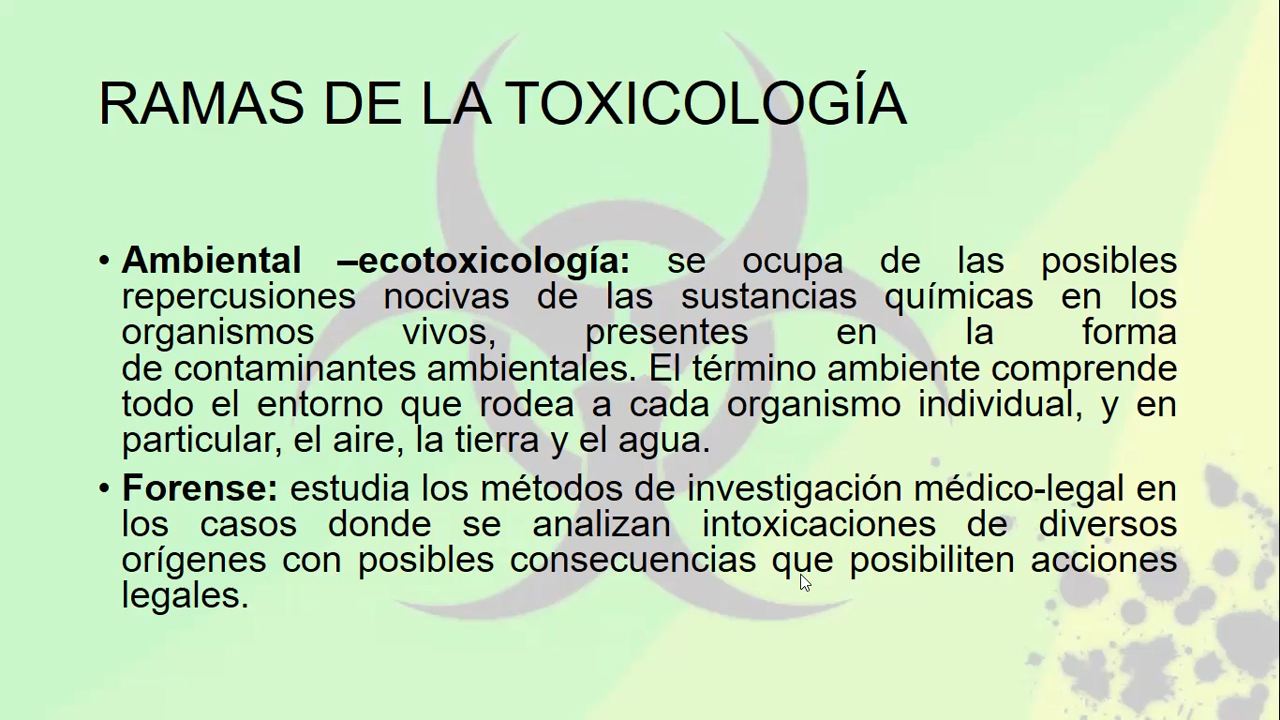 RAMAS DE LA TOXICOLOGÍA
• Ambiental –ecotoxicología: se ocupa de las posibles
repercusiones nocivas de las sustancias químicas en los
organismos vivos, presentes en la forma
de contaminantes ambientales. El término ambiente comprende
todo el entorno que rodea a cada organismo individual, y en
particular, el aire, la tierra y el agua.
• Forense: estudia los métodos de investigación médico-legal en
los casos donde se analizan intoxicaciones de diversos
orígenes con posibles consecuencias que posibiliten acciones
legales.